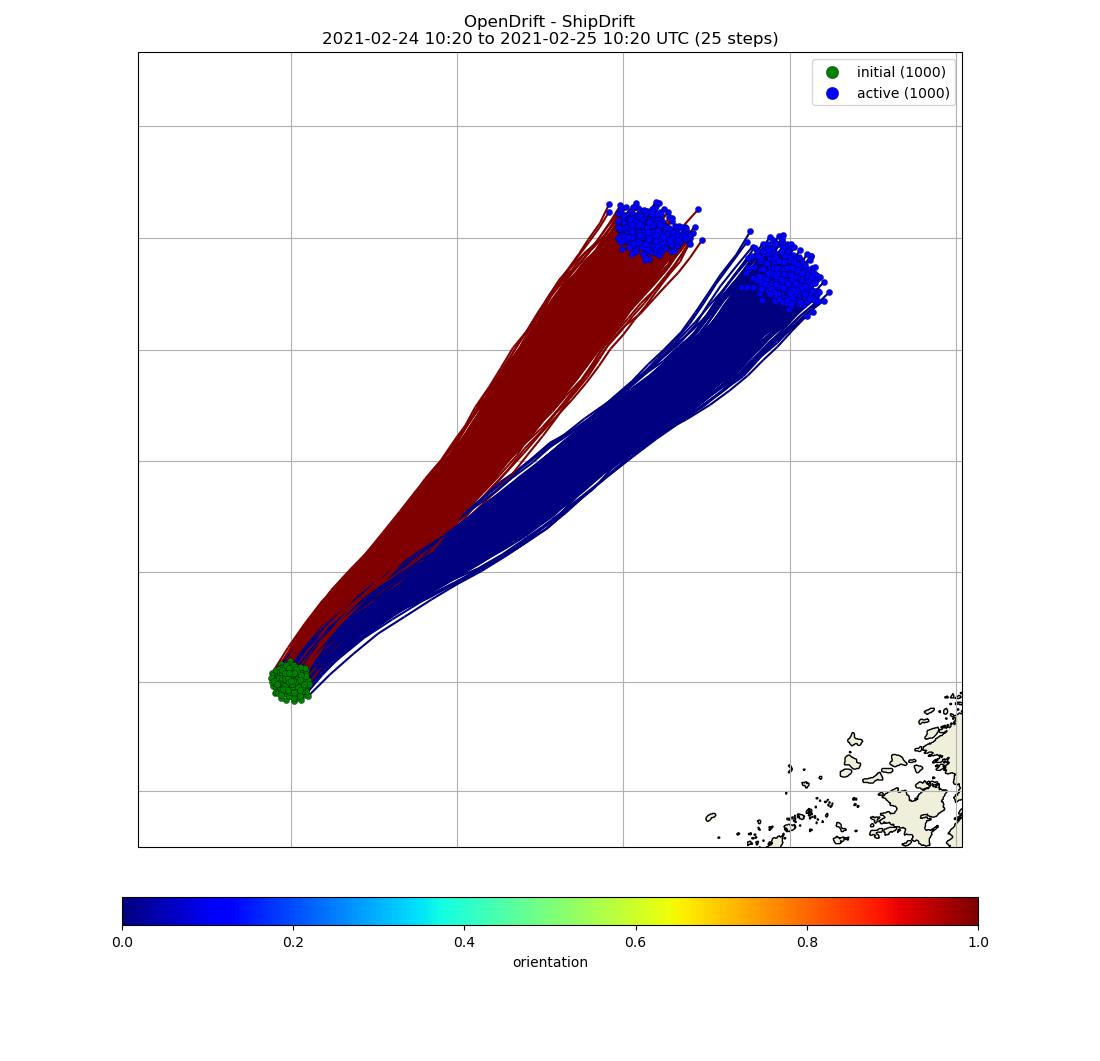 OpenDrift - ShipDrift
2021-02-24 10:20 to 2021-02-25 10:20 UTC (25 steps)
initial (1000)
active (1000)
0.0 0.2 0.4 0.6 0.8 1.0
orientation